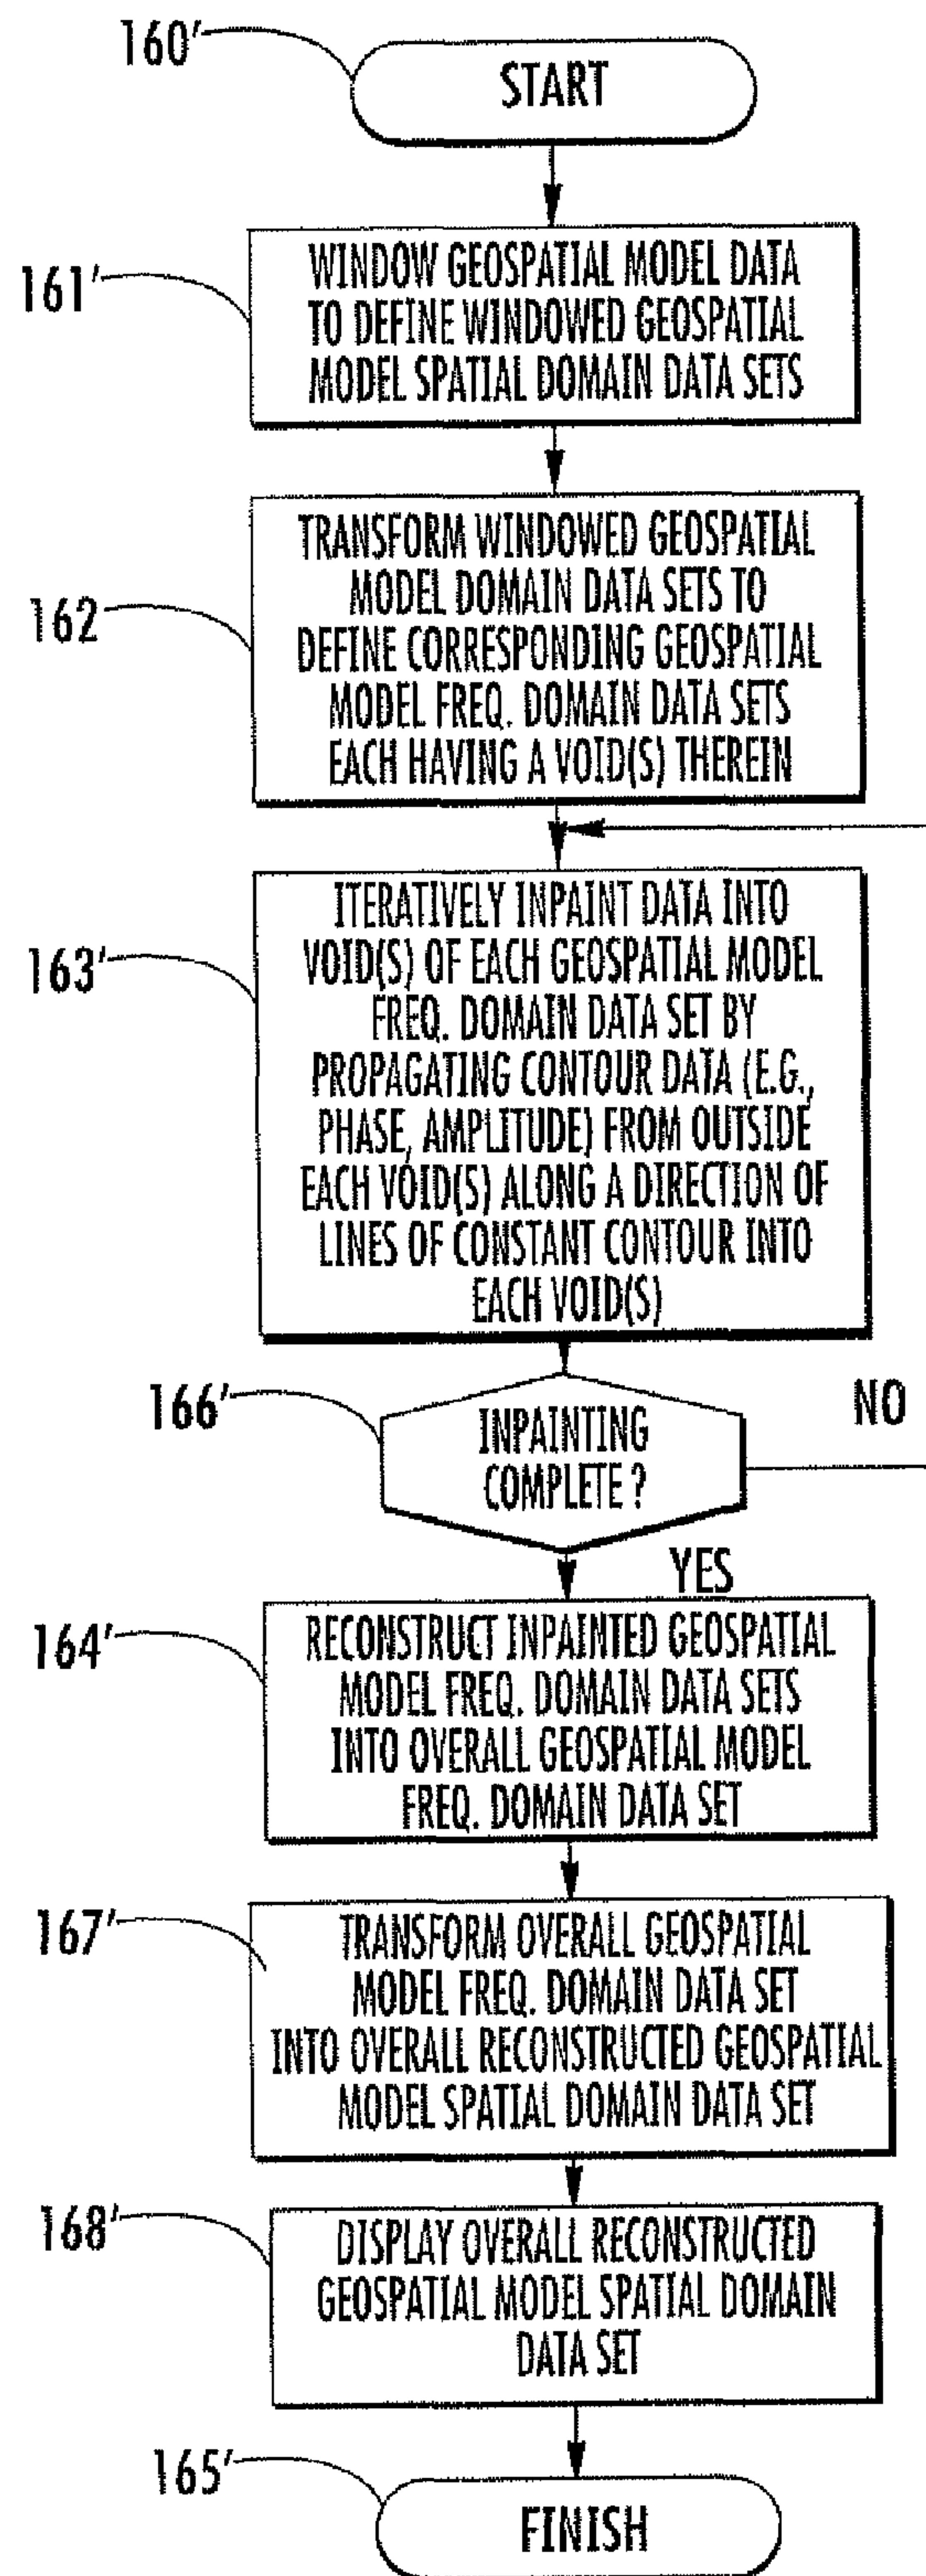 160'
START
161'
WINDOW GEOSPATIAL MODEL DATA
TO DEFINE WINDOWED GEOSPATIAL
MODEL SPATIAL DOMAIN DATA SETS
162
TRANSFORM WINDOWED GEOSPATIAL
MODEL DOMAIN DATA SETS TO
DEFINE CORRESPONDING GEOSPATIAL
MODEL FREQ. DOMAIN DATA SETS
EACH HAVING A VOID(S) THEREIN
163'
ITERATIVELY INPAINT DATA INTO
VOID(S) OF EACH GEOSPATIAL MODEL
FREQ. DOMAIN DATA SET BY
PROPAGATING CONTOUR DATA (E.G.,
PHASE, AMPLITUDE) FROM OUTSIDE
EACH VOID(S) ALONG A DIRECTION OF
LINES OF CONSTANT CONTOUR INTO
EACH VOID(S)
166'
INPAINTING
COMPLETE ?
NO
YES
164'
RECONSTRUCT INPAINTED GEOSPATIAL
MODEL FREQ. DOMAIN DATA SETS
INTO OVERALL GEOSPATIAL MODEL
FREQ. DOMAIN DATA SET
167'
TRANSFORM OVERALL GEOSPATIAL
MODEL FREQ. DOMAIN DATA SET
INTO OVERALL RECONSTRUCTED GEOSPATIAL
MODEL SPATIAL DOMAIN DATA SET
168'
DISPLAY OVERALL RECONSTRUCTED
GEOSPATIAL MODEL SPATIAL DOMAIN
DATA SET
165'
FINISH